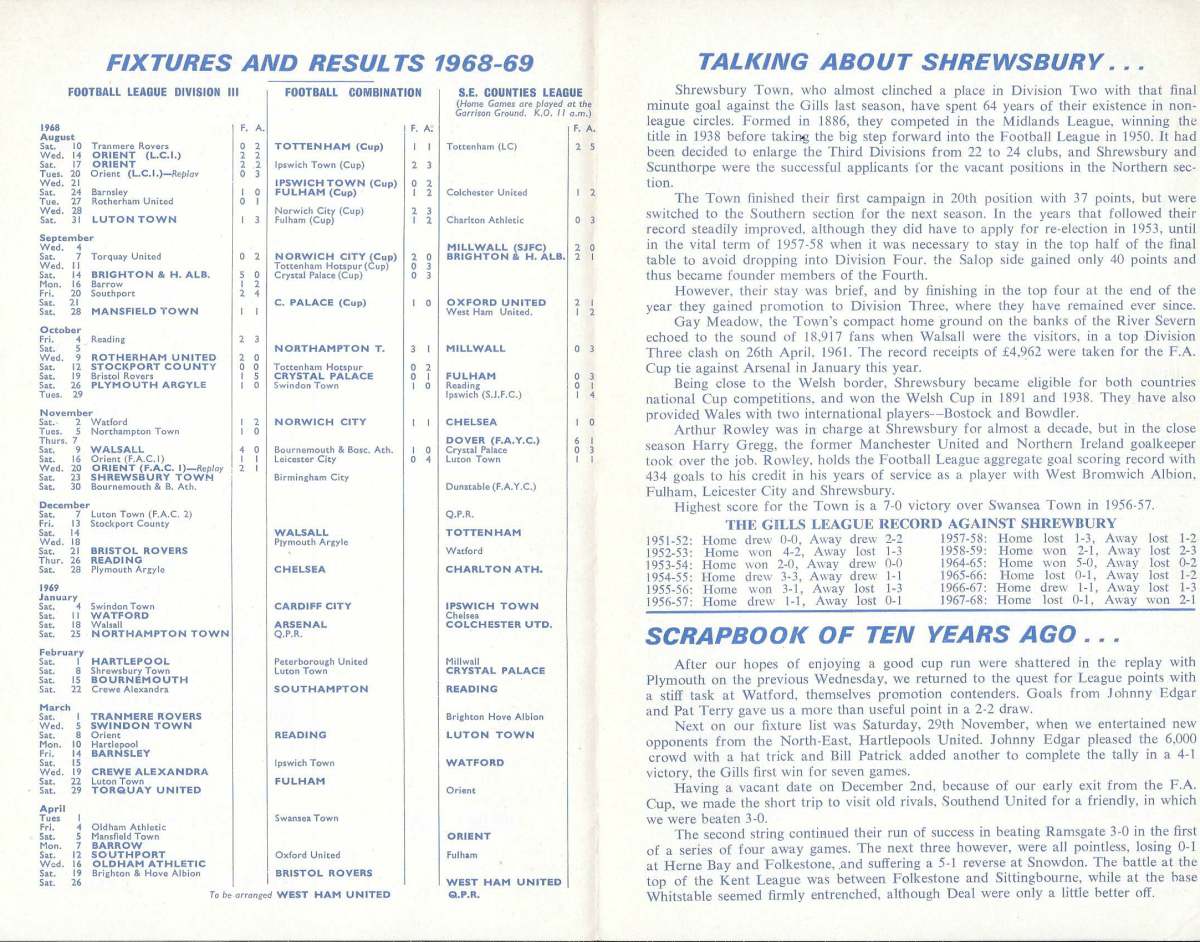 FIXTURES AND RESULTS 1968-69
FOOTBALL LEAGUE DIVISION III
1968 F. A.
August
Sat. 10 Tranmere Rovers 0 2
Wed. 14 ORIENT (L.C.I.) 2 2
Sat. 17 ORIENT 2 2
Tues. 20 Orient (L.C.I.)—Replay 0 3
Wed. 21
Sat. 24 Barnsley 1 0
Tue. 27 Rotherham United 0 1
Wed. 28
Sat. 31 LUTON TOWN 1 3
September
Wed. 4
Sat. 7 Torquay United 0 2
Wed. 11
Sat. 14 BRIGHTON & H. ALB. 5 0
Mon. 16 Barrow 1 2
Fri. 20 Southport 2 4
Sat. 21
Sat. 28 MANSFIELD TOWN 1 1
October
Fri. 4 Reading 2 3
Sat. 5
Wed. 9 ROTHERHAM UNITED 2 0
Sat. 12 STOCKPORT COUNTY 0 0
Sat. 19 Bristol Rovers 1 5
Sat. 26 PLYMOUTH ARGYLE 1 0
Tues. 29
November
Sat. 2 Watford 1 2
Tues. 5 Northampton Town 1 0
Thurs. 7
Sat. 9 WALSALL 4 0
Sat. 16 Orient (F.A.C.I) 1 1
Wed. 20 ORIENT (F.A.C. I)—Replay 2 1
Sat. 23 SHREWSBURY TOWN
Sat. 30 Bournemouth & B. Ath.
December
Sat. 7 Luton Town (F.A.C. 2)
Fri. 13 Stockport County
Sat. 14
Wed. 18
Sat. 21 BRISTOL ROVERS
Thur. 26 READING
Sat. 28 Plymouth Argyle
1969
January
Sat. 4 Swindon Town
Sat. 11 WATFORD
Sat. 18 Walsall
Sat. 25 NORTHAMPTON TOWN
February
Sat. 1 HARTLEPOOL
Sat. 8 Shrewsbury Town
Sat. 15 BOURNEMOUTH
Sat. 22 Crewe Alexandra
March
Sat. 1 TRANMERE ROVERS
Wed. 5 SWINDON TOWN
Sat. 8 Orient
Mon. 10 Hartlepool
Fri. 14 BARNSLEY
Sat. 15
Wed. 19 CREWE ALEXANDRA
Sat. 22 Luton Town
Sat. 29 TORQUAY UNITED
April
Tues 1
Fri. 4 Oldham Athletic
Sat. 5 Mansfield Town
Mon. 7 BARROW
Sat. 12 SOUTHPORT
Wed. 16 OLDHAM ATHLETIC
Sat. 19 Brighton & Hove Albion
Sat. 26
FOOTBALL COMBINATION
F. A.
TOTTENHAM (Cup) 1 1
Ipswich Town (Cup) 2 3
IPSWICH TOWN (Cup) 0 2
FULHAM (Cup) 1 2
Norwich City (Cup) 2 3
Fulham (Cup) 1 2
NORWICH CITY (Cup) 2 0
Tottenham Hotspur (Cup) 0 3
Crystal Palace (Cup) 0 3
C. PALACE (Cup) 1 0
NORTHAMPTON T. 3 1
Tottenham Hotspur 0 2
CRYSTAL PALACE 0 1
Swindon Town 1 0
NORWICH CITY 1 1
Bournemouth & Bosc. Ath. 1 0
Leicester City 0 4
Birmingham City
WALSALL
Plymouth Argyle
CHELSEA
CARDIFF CITY
ARSENAL
Q.P.R.
Peterborough United
Luton Town
SOUTHAMPTON
READING
Ipswich Town
FULHAM
Swansea Town
Oxford United
BRISTOL ROVERS
To be arranged WEST HAM UNITED
S.E. COUNTIES LEAGUE
(Home Games are played at the
Garrison Ground. K.O. 11 a.m.)
F. A.
Tottenham (LC) 2 5
Colchester United 1 2
Charlton Athletic 0 3
MILLWALL (SJFC) 2 0
BRIGHTON & H. ALB. 2 1
OXFORD UNITED 2 1
West Ham United. 1 2
MILLWALL 0 3
FULHAM 0 3
Reading 0 1
Ipswich (S.J.F.C.) 1 4
CHELSEA 1 0
DOVER (F.A.Y.C.) 6 1
Crystal Palace 0 3
Luton Town 1 1
Dunstable (F.A.Y.C.)
Q.P.R.
TOTTENHAM
Watford
CHARLTON ATH.
IPSWICH TOWN
Chelsea
COLCHESTER UTD.
Millwall
CRYSTAL PALACE
READING
Brighton Hove Albion
LUTON TOWN
WATFORD
Orient
ORIENT
Fulham
WEST HAM UNITED
Q.P.R.
TALKING ABOUT SHREWSBURY . . .
Shrewsbury Town, who almost clinched a place in Division Two with that final
minute goal against the Gills last season, have spent 64 years of their existence in non-
league circles. Formed in 1886, they competed in the Midlands League, winning the
title in 1938 before taking the big step forward into the Football League in 1950. It had
been decided to enlarge the Third Divisions from 22 to 24 clubs, and Shrewsbury and
Scunthorpe were the successful applicants for the vacant positions in the Northern sec-
tion.
The Town finished their first campaign in 20th position with 37 points, but were
switched to the Southern section for the next season. In the years that followed their
record steadily improved, although they did have to apply for re-election in 1953, until
in the vital term of 1957-58 when it was necessary to stay in the top half of the final
table to avoid dropping into Division Four. the Salop side gained only 40 points and
thus became founder members of the Fourth.
However, their stay was brief, and by finishing in the top four at the end of the
year they gained promotion to Division Three, where they have remained ever since.
Gay Meadow, the Town's compact home ground on the banks of the River Severn
echoed to the sound of 18,917 fans when Walsall were the visitors, in a top Division
Three clash on 26th April, 1961. The record receipts of £4,962 were taken for the F.A.
Cup tie against Arsenal in January this year.
Being close to the Welsh border, Shrewsbury became eligible for both countries
national Cup competitions, and won the Welsh Cup in 1891 and 1938. They have also
provided Wales with two international players--Bostock and Bowdler.
Arthur Rowley was in charge at Shrewsbury for almost a decade, but in the close
season Harry Gregg, the former Manchester United and Northern Ireland goalkeeper
took over the job. Rowley, holds the Football League aggregate goal scoring record with
434 goals to his credit in his years of service as a player with West Bromwich Albion,
Fulham, Leicester City and Shrewsbury.
Highest score for the Town is a 7-0 victory over Swansea Town in 1956-57.
THE GILLS LEAGUE RECORD AGAINST SHREWBURY
1951-52: Home drew 0-0, Away drew 2-2
1952-53: Home won 4-2, Away lost 1-3
1953-54: Home won 2-0, Away drew 0-0
1954-55: Home drew 3-3, Away drew 1-1
1955-56: Home won 3-1, Away lost 1-3
1956-57: Home drew 1-1, Away lost 0-1
1957-58: Home lost 1-3, Away lost 1-2
1958-59: Home won 2-1, Away lost 2-3
1964-65: Home won 5-0, Away lost 0-2
1965-66: Home lost 0-1, Away lost 1-2
1966-67: Home drew 1-1, Away lost 1-3
1967-68: Home lost 0-1, Away won 2-1
SCRAPBOOK OF TEN YEARS AGO . . .
After our hopes of enjoying a good cup run were shattered in the replay with
Plymouth on the previous Wednesday, we returned to the quest for League points with
a stiff task at Watford, themselves promotion contenders. Goals from Johnny Edgar
and Pat Terry gave us a more than useful point in a 2-2 draw.
Next on our fixture list was Saturday, 29th November, when we entertained new
opponents from the North-East, Hartlepools United. Johnny Edgar pleased the 6,000
crowd with a hat trick and Bill Patrick added another to complete the tally in a 4-1
victory, the Gills first win for seven games.
Having a vacant date on December 2nd, because of our early exit from the F.A.
Cup, we made the short trip to visit old rivals, Southend United for a friendly, in which
we were beaten 3-0.
The second string continued their run of success in beating Ramsgate 3-0 in the first
of a series of four away games. The next three however, were all pointless, losing 0-1
at Herne Bay and Folkestone, and suffering a 5-1 reverse at Snowdon. The battle at the
top of the Kent League was between Folkestone and Sittingbourne, while at the base
Whitstable seemed firmly entrenched, although Deal were only a little better off.